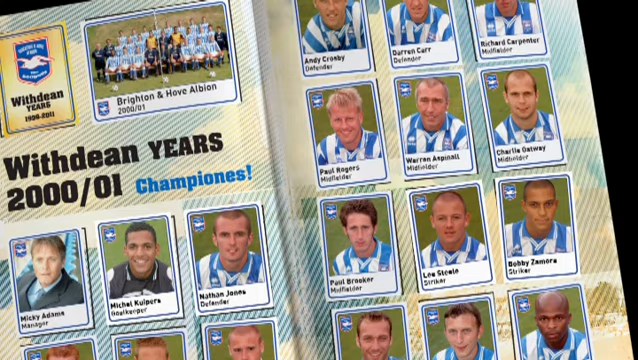 Withdean
YEARS
1999-2011
Brighton & Hove Albion
2000/01
Withdean YEARS
2000/01 Championes!
Micky Adams
Manager
Michel Kuipers
Goalkeeper
Nathan Jones
Defender
Andy Crosby
Defender
Darren Carr
Defender
Richard Carpenter
Midfielder
Paul Rogers
Midfielder
Warren Aspinall
Midfielder
Charlie Oatway
Midfielder
Paul Brooker
Midfielder
Lee Steele
Striker
Bobby Zamora
Striker